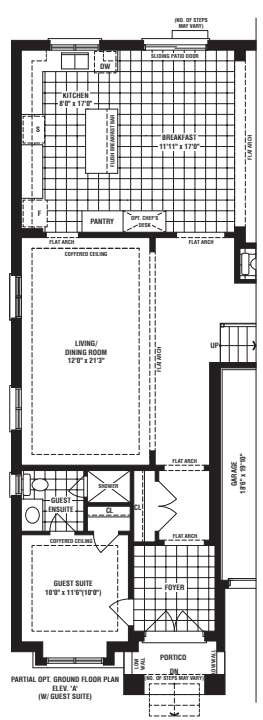 (NO. OF STEPS
MAY VARY)
SLIDING PATIO DOOR
DW
KITCHEN
8'0" x 17'0"
S
FLUSH BREAKFAST BAR
BREAKFAST
11'11" x 17'0"
FLAT ARCH
F
PANTRY
OPT. CHEF'S
DESK
FLAT ARCH
FLAT ARCH
COFFERED CEILING
LIVING/
DINING ROOM
12'0" x 21'3"
FLAT ARCH
UP
GARAGE
18'6" x 19'10"
FLAT ARCH
SHOWER
GUEST
ENSUITE
CL
CL
COFFERED CEILING
FLAT ARCH
GUEST SUITE
10'0" x 11'6"(10'0")
FOYER
LOW
WALL
PORTICO
LOW WALL
DN
(NO. OF STEPS MAY VARY)
PARTIAL OPT. GROUND FLOOR PLAN
ELEV. 'A'
(W/ GUEST SUITE)